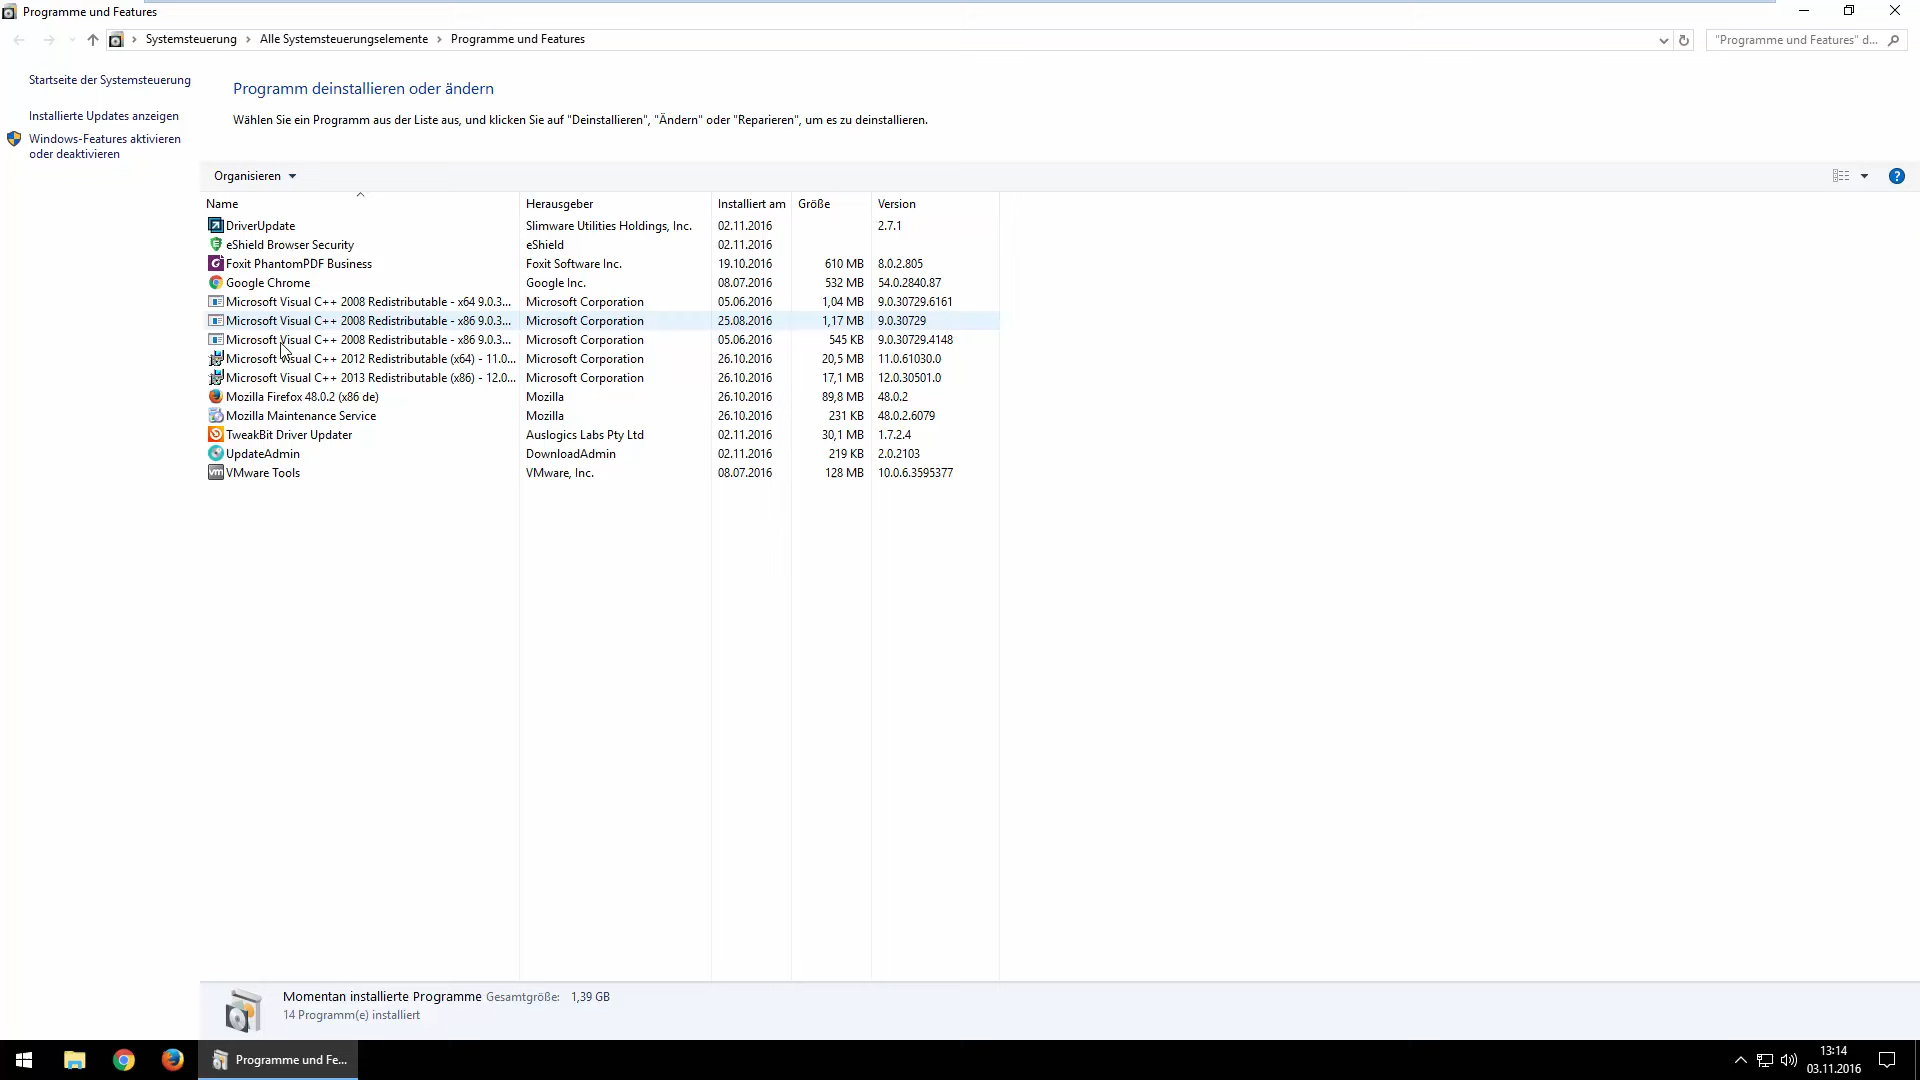 Programme und Features
Systemsteuerung
Alle Systemsteuerungselemente
Programme und Features
"Programme und Features" d...
Startseite der Systemsteuerung
Installierte Updates anzeigen
Windows-Features aktivieren
oder deaktivieren
Programm deinstallieren oder ändern
Wählen Sie ein Programm aus der Liste aus, und klicken Sie auf "Deinstallieren", "Ändern" oder "Reparieren", um es zu deinstallieren.
Organisieren
Name Herausgeber Installiert am Größe Version
DriverUpdate Slimware Utilities Holdings, Inc. 02.11.2016 2.7.1
eShield Browser Security eShield 02.11.2016
Foxit PhantomPDF Business Foxit Software Inc. 19.10.2016 610 MB 8.0.2.805
Google Chrome Google Inc. 08.07.2016 532 MB 54.0.2840.87
Microsoft Visual C++ 2008 Redistributable - x64 9.0.3... Microsoft Corporation 05.06.2016 1,04 MB 9.0.30729.6161
Microsoft Visual C++ 2008 Redistributable - x86 9.0.3... Microsoft Corporation 25.08.2016 1,17 MB 9.0.30729
Microsoft Visual C++ 2008 Redistributable - x86 9.0.3... Microsoft Corporation 05.06.2016 545 KB 9.0.30729.4148
Microsoft Visual C++ 2012 Redistributable (x64) - 11.0... Microsoft Corporation 26.10.2016 20,5 MB 11.0.61030.0
Microsoft Visual C++ 2013 Redistributable (x86) - 12.0... Microsoft Corporation 26.10.2016 17,1 MB 12.0.30501.0
Mozilla Firefox 48.0.2 (x86 de) Mozilla 26.10.2016 89,8 MB 48.0.2
Mozilla Maintenance Service Mozilla 26.10.2016 231 KB 48.0.2.6079
TweakBit Driver Updater Auslogics Labs Pty Ltd 02.11.2016 30,1 MB 1.7.2.4
UpdateAdmin DownloadAdmin 02.11.2016 219 KB 2.0.2103
VMware Tools VMware, Inc. 08.07.2016 128 MB 10.0.6.3595377
Momentan installierte Programme Gesamtgröße: 1,39 GB
14 Programm(e) installiert
Programme und Fe...
13:14
03.11.2016